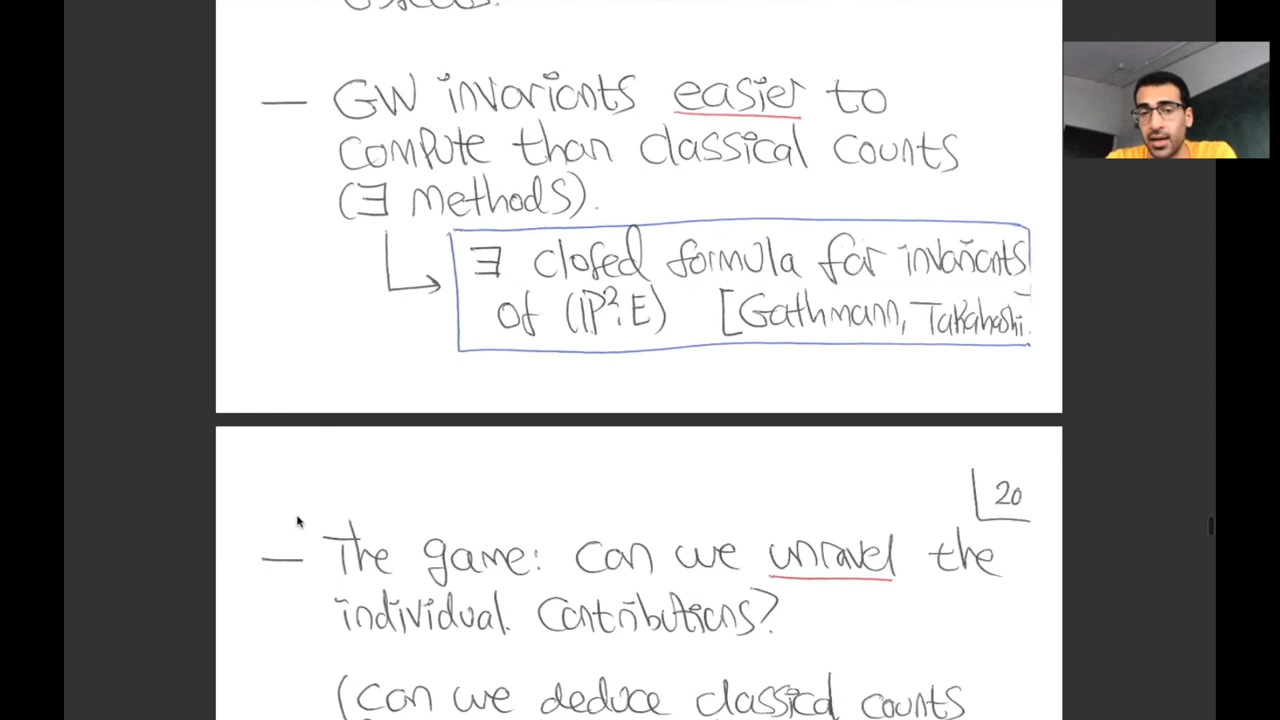 — GW invariants easier to
compute than classical counts
(∃ methods).
∃ closed formula for invariants
of (ℙ²,E) [Gathmann, Takahashi
20
— The game: Can we unravel the
individual contributions?
(can we deduce classical counts